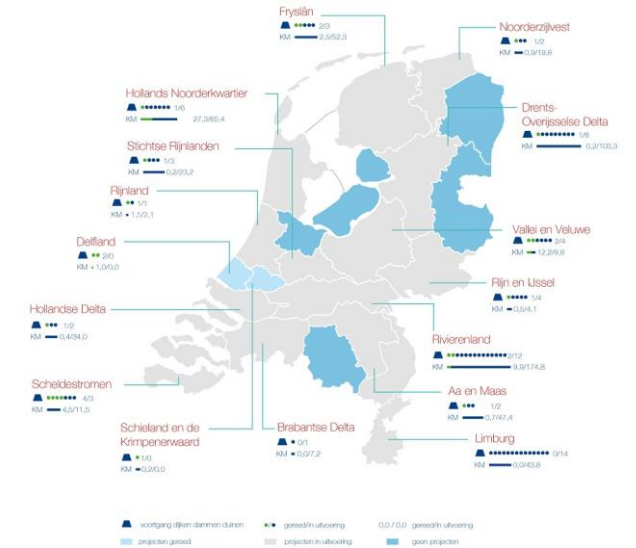 Fryslân
2/3
KM 2,5/52,3
Noorderzijlvest
1/2
KM 0,9/19,8
Hollands Noorderkwartier
1/6
KM 27,3/65,4
Drents-
Overijsselse Delta
1/8
KM 0,2/103,3
Stichtse Rijnlanden
1/3
KM 0,2/23,2
Rijnland
1/1
KM 1,5/2,1
Vallei en Veluwe
2/4
KM 12,2/9,8
Delfland
2/0
KM 1,0/0,0
Rijn en IJssel
1/4
KM 0,5/4,1
Hollandse Delta
1/2
KM 0,4/34,0
Rivierenland
2/12
KM 9,9/174,6
Scheldestromen
4/3
KM 4,5/11,5
Aa en Maas
1/2
KM 0,7/47,4
Schieland en de
Krimpenerwaard
1/0
KM 0,2/0,0
Brabantse Delta
0/1
KM 0,0/7,2
Limburg
0/14
KM 0,0/43,8
voortgang dijken dammen duinen
gereed/in uitvoering
0,0 / 0,0 gereed/in uitvoering
projecten gereed
projecten in uitvoering
geen projecten